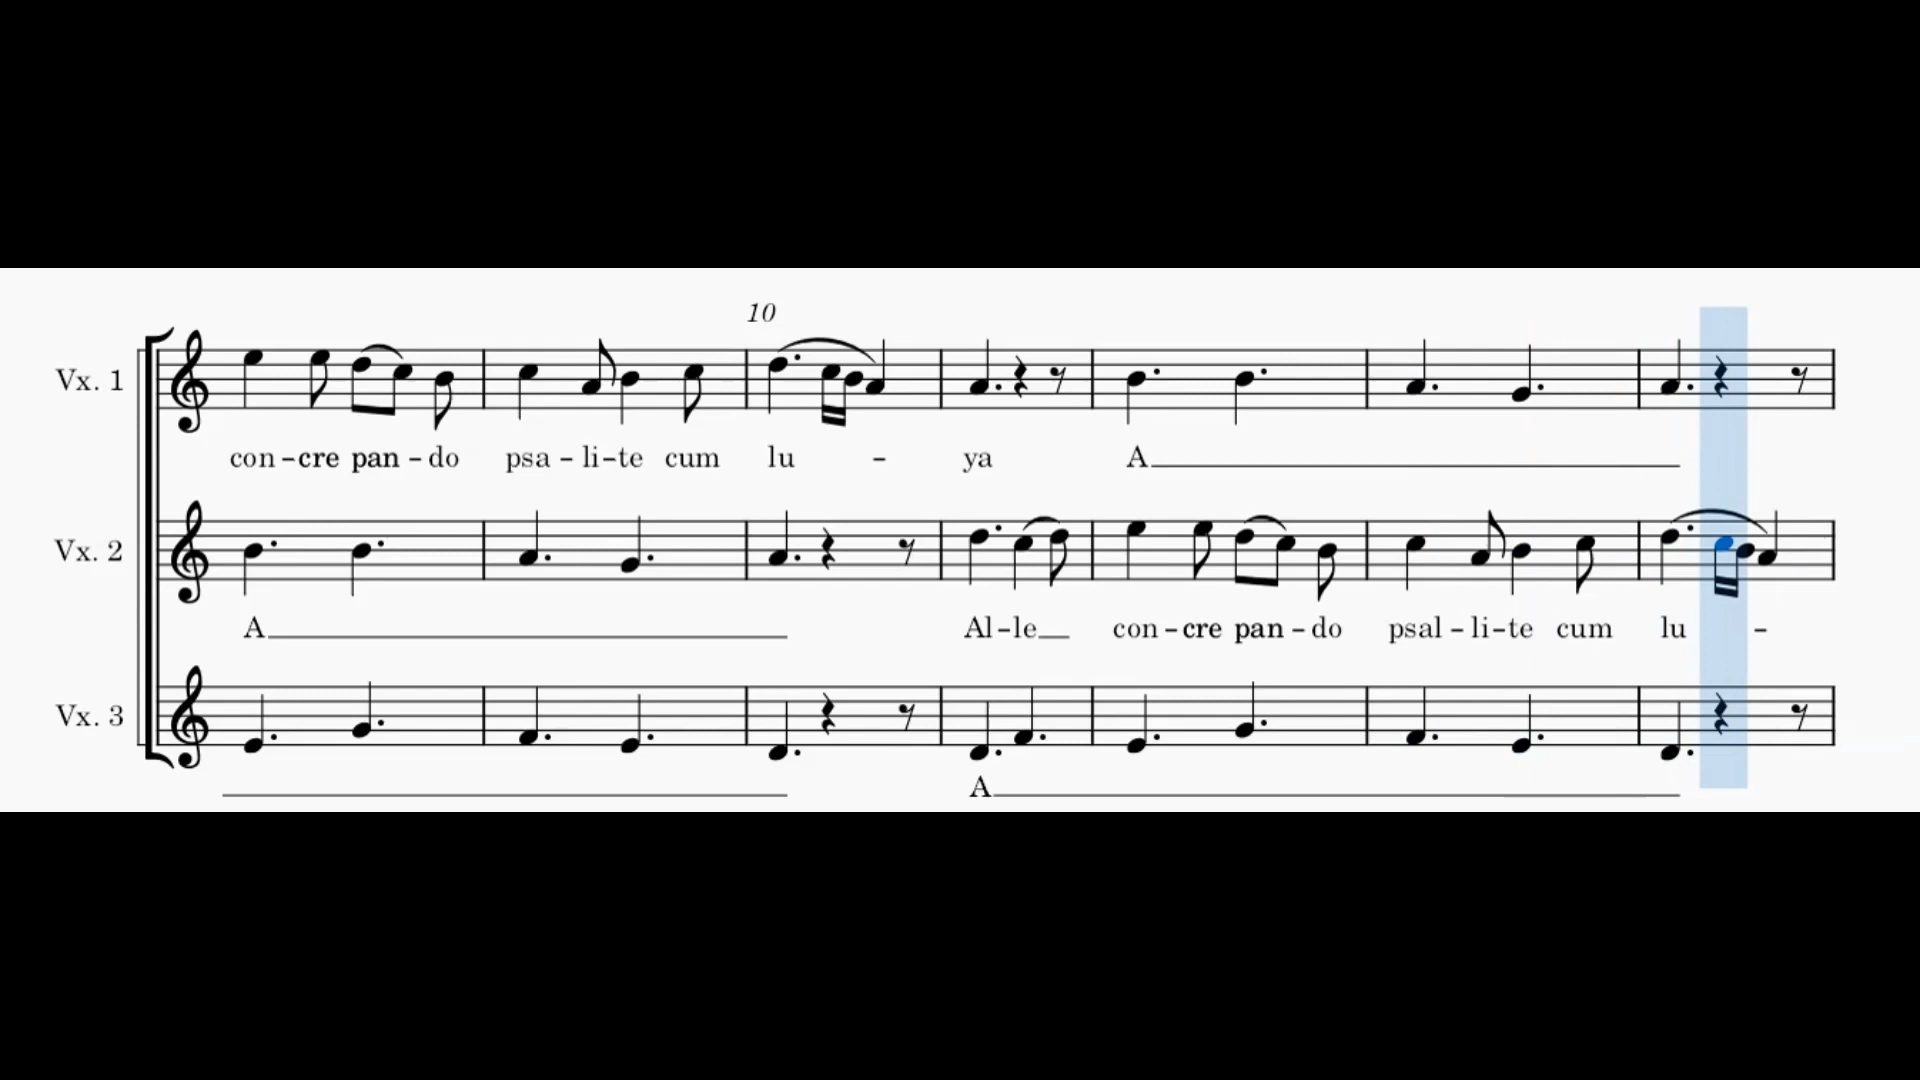 10
Vx. 1
con-cre pan-do psa-li-te cum lu - ya A
Vx. 2
A Al-le con-cre pan-do psal-li-te cum lu -
Vx. 3
A